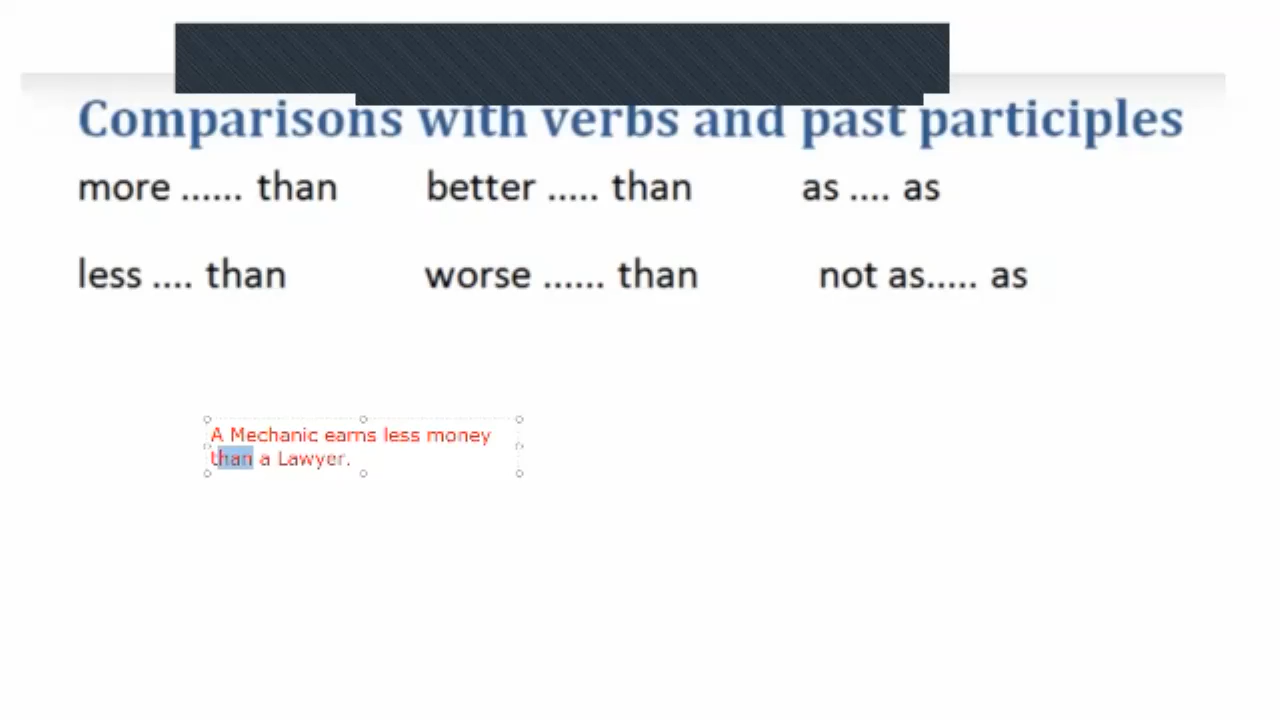 Comparisons with verbs and past participles
more ...... than better ..... than as .... as
less .... than worse ...... than not as..... as
A Mechanic earns less money
than a Lawyer.